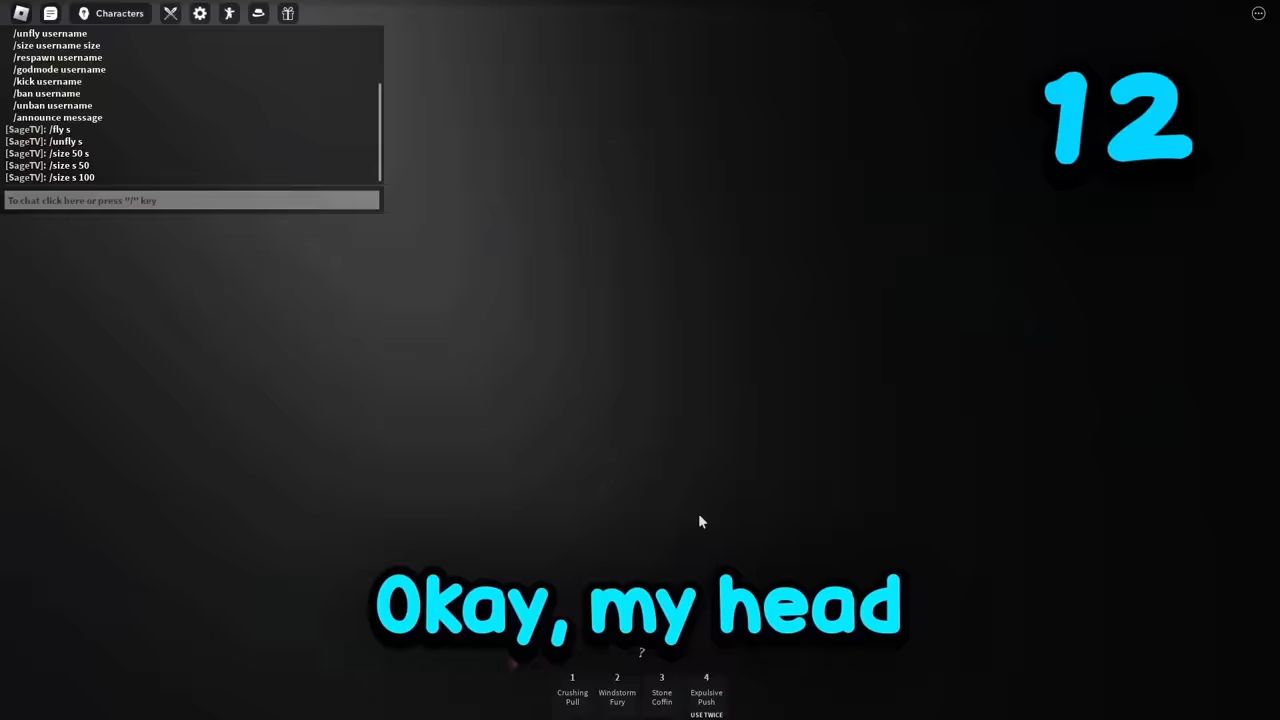 Characters
/unfly username
/size username size
/respawn username
/godmode username
/kick username
/ban username
/unban username
/announce message
[SageTV]: /fly s
[SageTV]: /unfly s
[SageTV]: /size 50 s
[SageTV]: /size s 50
[SageTV]: /size s 100
To chat click here or press "/" key
12
Okay, my head
?
1 2 3 4
Crushing Pull
Windstorm Fury
Stone Coffin
Expulsive Push
USE TWICE